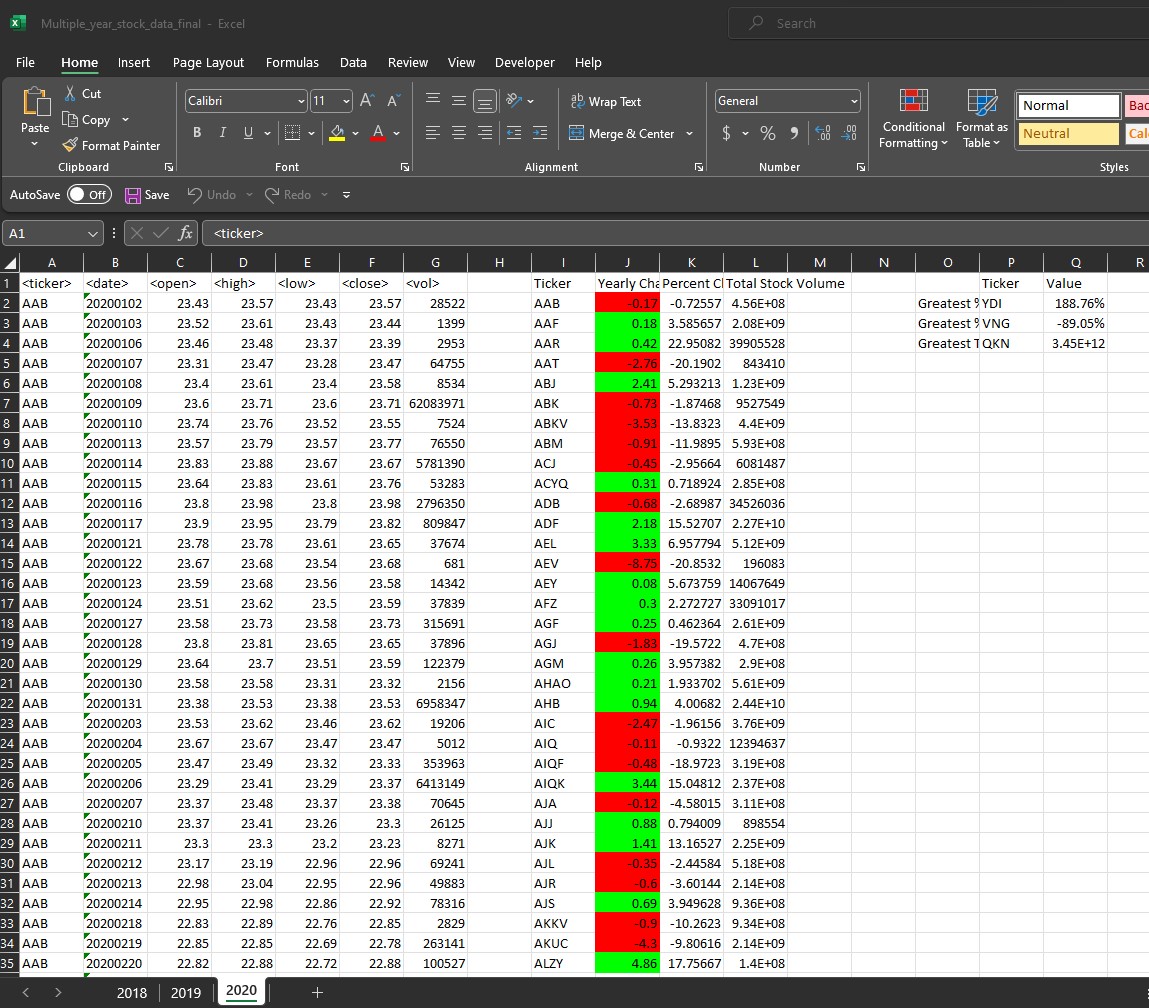 Multiple_year_stock_data_final - Excel Search
File Home Insert Page Layout Formulas Data Review View Developer Help
Cut
Copy
Format Painter
Paste
Clipboard
Calibri 11 A^ A
B I U A
Font
Wrap Text
Merge & Center
Alignment
General
$ %
Number
Conditional Formatting
Format as Table
Normal
Neutral
Styles
AutoSave Off Save Undo Redo
A1 fx <ticker>
A B C D E F G H I J K L M N O P Q R
1 <ticker> <date> <open> <high> <low> <close> <vol> Ticker Yearly Cha Percent C Total Stock Volume Ticker Value
2 AAB 20200102 23.43 23.57 23.43 23.57 28522 AAB -0.17 -0.72557 4.56E+08 Greatest % YDI 188.76%
3 AAB 20200103 23.52 23.61 23.43 23.44 1399 AAF 0.18 3.585657 2.08E+09 Greatest % VNG -89.05%
4 AAB 20200106 23.46 23.48 23.37 23.39 2953 AAR 0.42 22.95082 39905528 Greatest T QKN 3.45E+12
5 AAB 20200107 23.31 23.47 23.28 23.47 64755 AAT -2.76 -20.1902 843410
6 AAB 20200108 23.4 23.61 23.4 23.58 8534 ABJ 2.41 5.293213 1.23E+09
7 AAB 20200109 23.6 23.71 23.6 23.71 62083971 ABK -0.73 -1.87468 9527549
8 AAB 20200110 23.74 23.76 23.52 23.55 7524 ABKV -3.53 -13.8323 4.4E+09
9 AAB 20200113 23.57 23.79 23.57 23.77 76550 ABM -0.91 -11.9895 5.93E+08
10 AAB 20200114 23.83 23.88 23.67 23.67 5781390 ACJ -0.45 -2.95664 6081487
11 AAB 20200115 23.64 23.83 23.61 23.76 53283 ACYQ 0.31 0.718924 2.85E+08
12 AAB 20200116 23.8 23.98 23.8 23.98 2796350 ADB -0.68 -2.68987 34526036
13 AAB 20200117 23.9 23.95 23.79 23.82 809847 ADF 2.18 15.52707 2.27E+10
14 AAB 20200121 23.78 23.78 23.61 23.65 37674 AEL 3.33 6.957794 5.12E+09
15 AAB 20200122 23.67 23.68 23.54 23.68 681 AEV -8.75 -20.8532 196083
16 AAB 20200123 23.59 23.68 23.56 23.58 14342 AEY 0.08 5.673759 14067649
17 AAB 20200124 23.51 23.62 23.5 23.59 37839 AFZ 0.3 2.272727 33091017
18 AAB 20200127 23.58 23.73 23.58 23.73 315691 AGF 0.25 0.462364 2.61E+09
19 AAB 20200128 23.8 23.81 23.65 23.65 37896 AGJ -1.83 -19.5722 4.7E+08
20 AAB 20200129 23.64 23.7 23.51 23.59 122379 AGM 0.26 3.957382 2.9E+08
21 AAB 20200130 23.58 23.58 23.31 23.32 2156 AHAO 0.21 1.933702 5.61E+09
22 AAB 20200131 23.38 23.53 23.38 23.53 6958347 AHB 0.94 4.00682 2.44E+10
23 AAB 20200203 23.53 23.62 23.46 23.62 19206 AIC -2.47 -1.96156 3.76E+09
24 AAB 20200204 23.67 23.67 23.47 23.47 5012 AIQ -0.11 -0.9322 12394637
25 AAB 20200205 23.47 23.49 23.32 23.33 353963 AIQF -0.48 -18.9723 3.19E+08
26 AAB 20200206 23.29 23.41 23.29 23.37 6413149 AIQK 3.44 15.04812 2.37E+08
27 AAB 20200207 23.37 23.48 23.37 23.38 70645 AJA -0.12 -4.58015 3.11E+08
28 AAB 20200210 23.37 23.41 23.26 23.3 26125 AJJ 0.88 0.794009 898554
29 AAB 20200211 23.3 23.3 23.2 23.23 8271 AJK 1.41 13.16527 2.25E+09
30 AAB 20200212 23.17 23.19 22.96 22.96 69241 AJL -0.35 -2.44584 5.18E+08
31 AAB 20200213 22.98 23.04 22.95 22.96 49883 AJR -0.6 -3.60144 2.14E+08
32 AAB 20200214 22.95 22.98 22.86 22.92 78316 AJS 0.69 3.949628 9.36E+08
33 AAB 20200218 22.83 22.89 22.76 22.85 2829 AKKV -0.9 -10.2623 9.34E+08
34 AAB 20200219 22.85 22.85 22.69 22.78 263141 AKUC -4.3 -9.80616 2.14E+09
35 AAB 20200220 22.82 22.88 22.72 22.88 100527 ALZY 4.86 17.75667 1.4E+08
2018 2019 2020 +